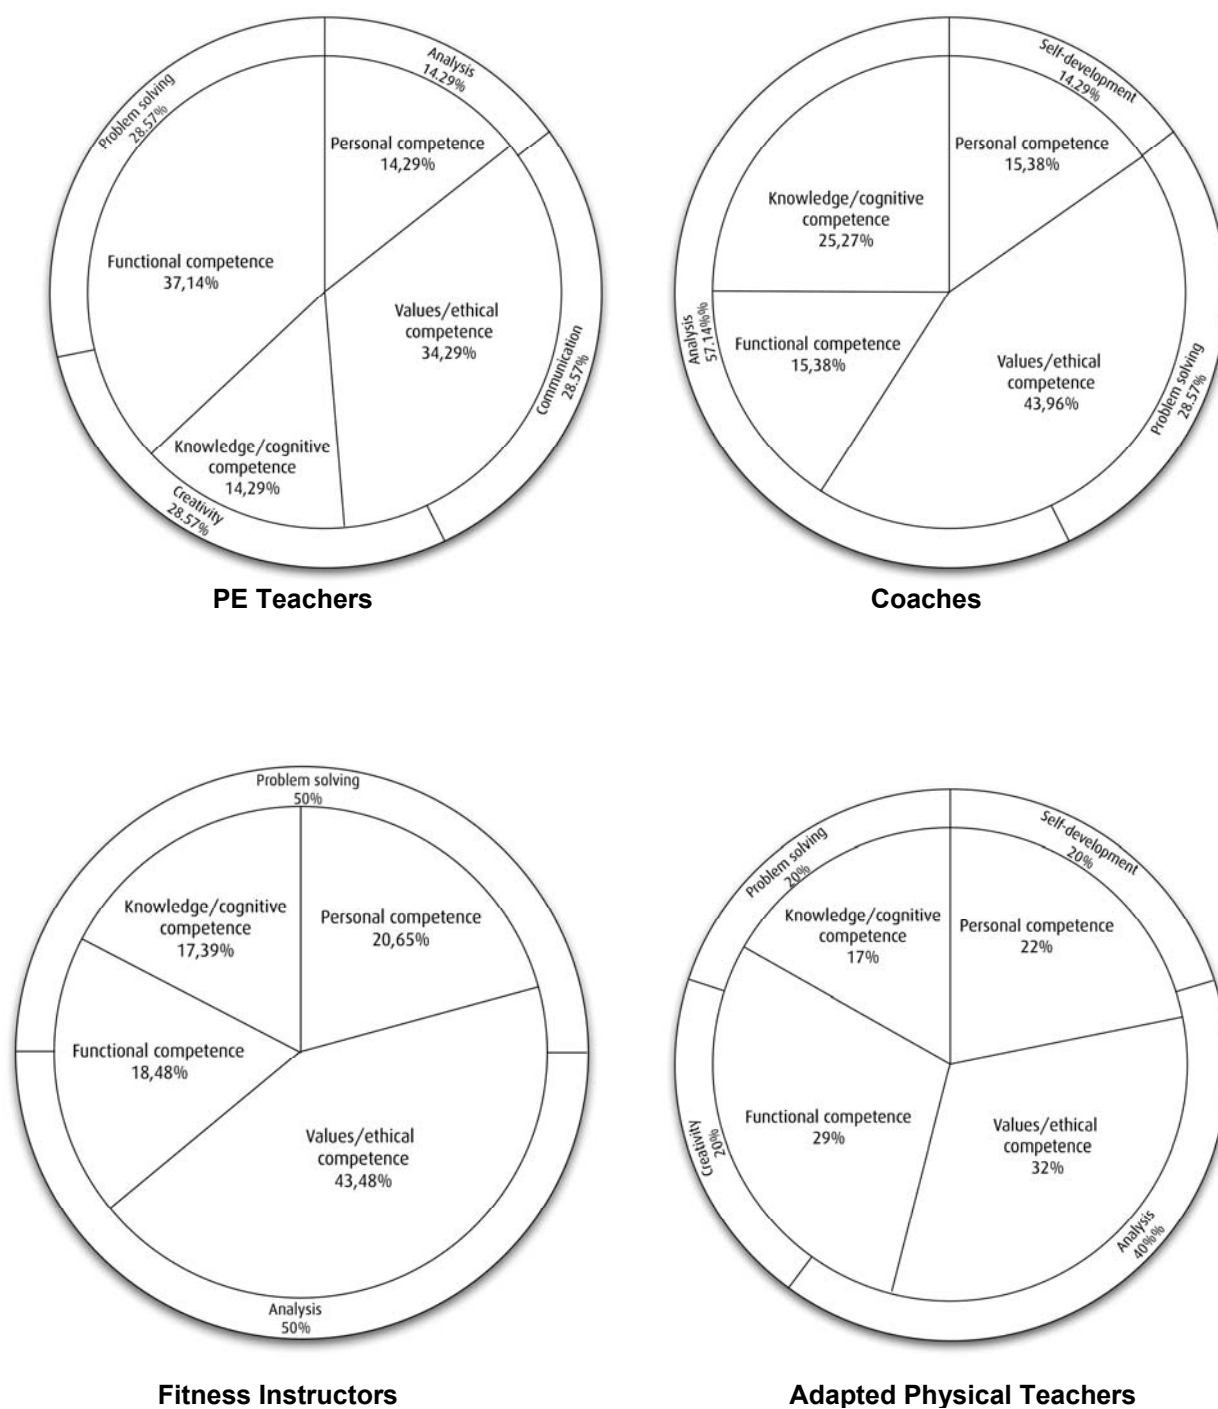 Analysis
14.29%
Problem solving
28.57%
Personal competence
14,29%
Functional competence
37,14%
Values/ethical
competence
34,29%
Communication
28.57%
Knowledge/cognitive
competence
14,29%
Creativity
28.57%
PE Teachers
Self-development
14.29%
Personal competence
15,38%
Knowledge/cognitive
competence
25,27%
Analysis
57.14%%
Functional competence
15,38%
Values/ethical
competence
43,96%
Problem solving
28.57%
Coaches
Problem solving
50%
Knowledge/cognitive
competence
17,39%
Personal competence
20,65%
Functional competence
18,48%
Values/ethical
competence
43,48%
Analysis
50%
Fitness Instructors
Problem solving
20%
Self-development
20%
Knowledge/cognitive
competence
17%
Personal competence
22%
Functional competence
29%
Values/ethical
competence
32%
Creativity
20%
Analysis
40%%
Adapted Physical Teachers